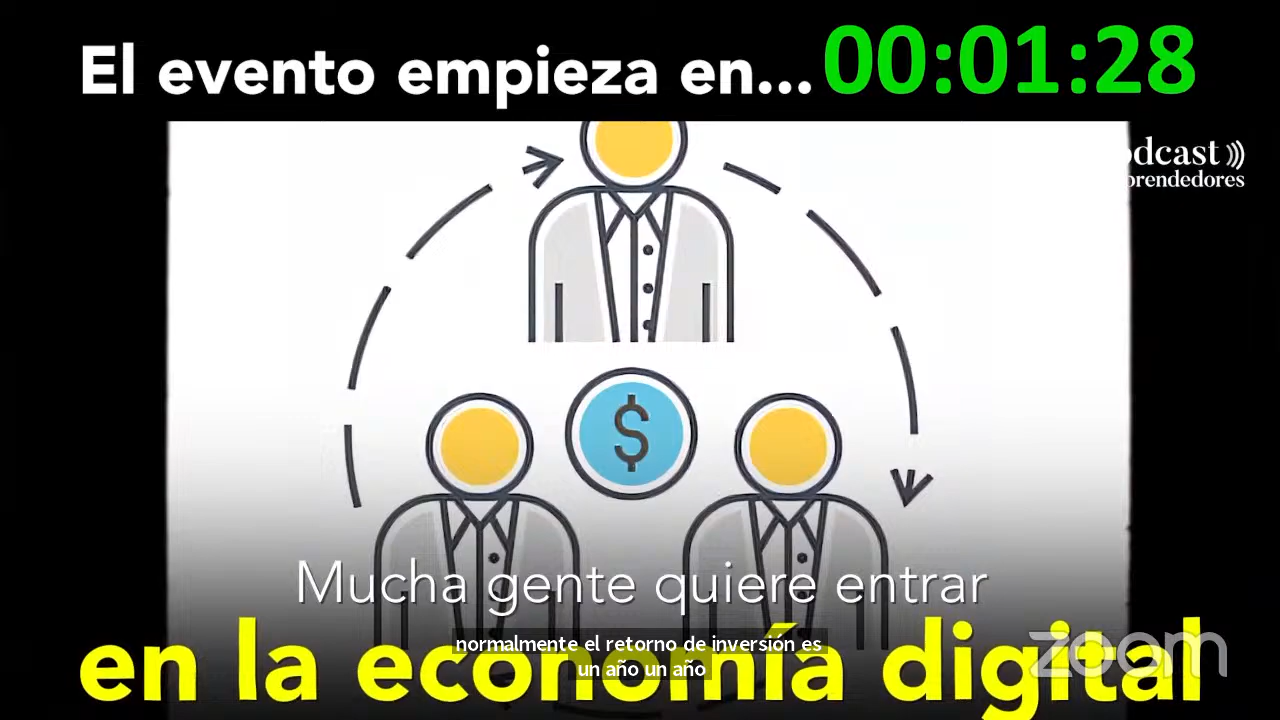 El evento empieza en... 00:01:28
odcast
prendedores
$
Mucha gente quiere entrar
en la economía digital
normalmente el retorno de inversión es
un año un año
zoom